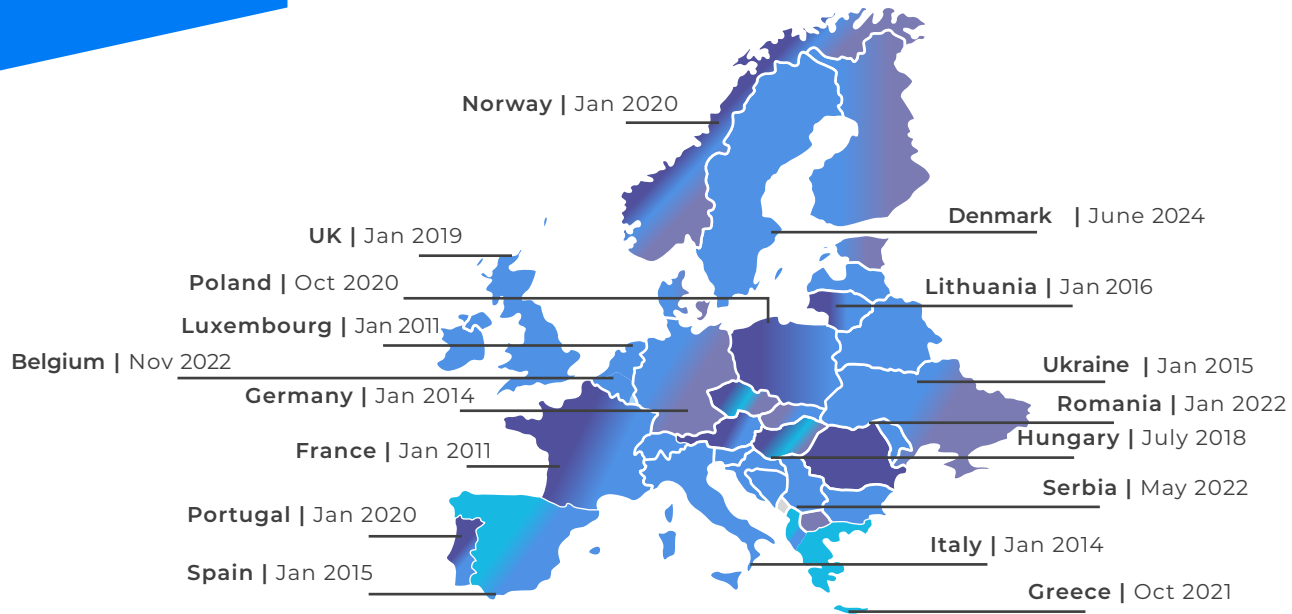 Norway | Jan 2020
Denmark | June 2024
UK | Jan 2019
Poland | Oct 2020
Lithuania | Jan 2016
Luxembourg | Jan 2011
Belgium | Nov 2022
Ukraine | Jan 2015
Germany | Jan 2014
Romania | Jan 2022
Hungary | July 2018
France | Jan 2011
Serbia | May 2022
Portugal | Jan 2020
Italy | Jan 2014
Spain | Jan 2015
Greece | Oct 2021